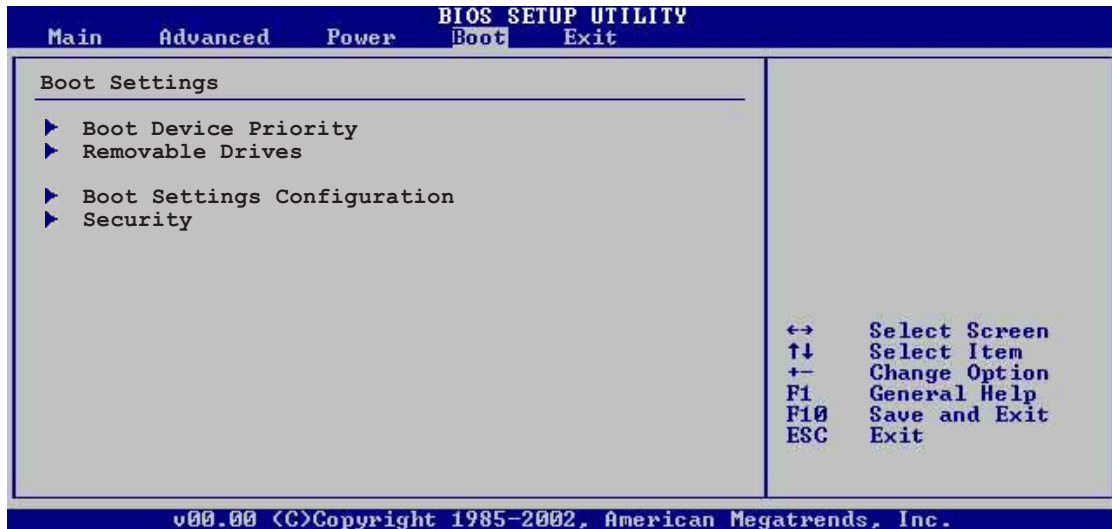 BIOS SETUP UTILITY
Main Advanced Power Boot Exit
Boot Settings
Boot Device Priority
Removable Drives
Boot Settings Configuration
Security
←→ Select Screen
↑↓ Select Item
+- Change Option
F1 General Help
F10 Save and Exit
ESC Exit
v00.00 (C)Copyright 1985-2002, American Megatrends, Inc.